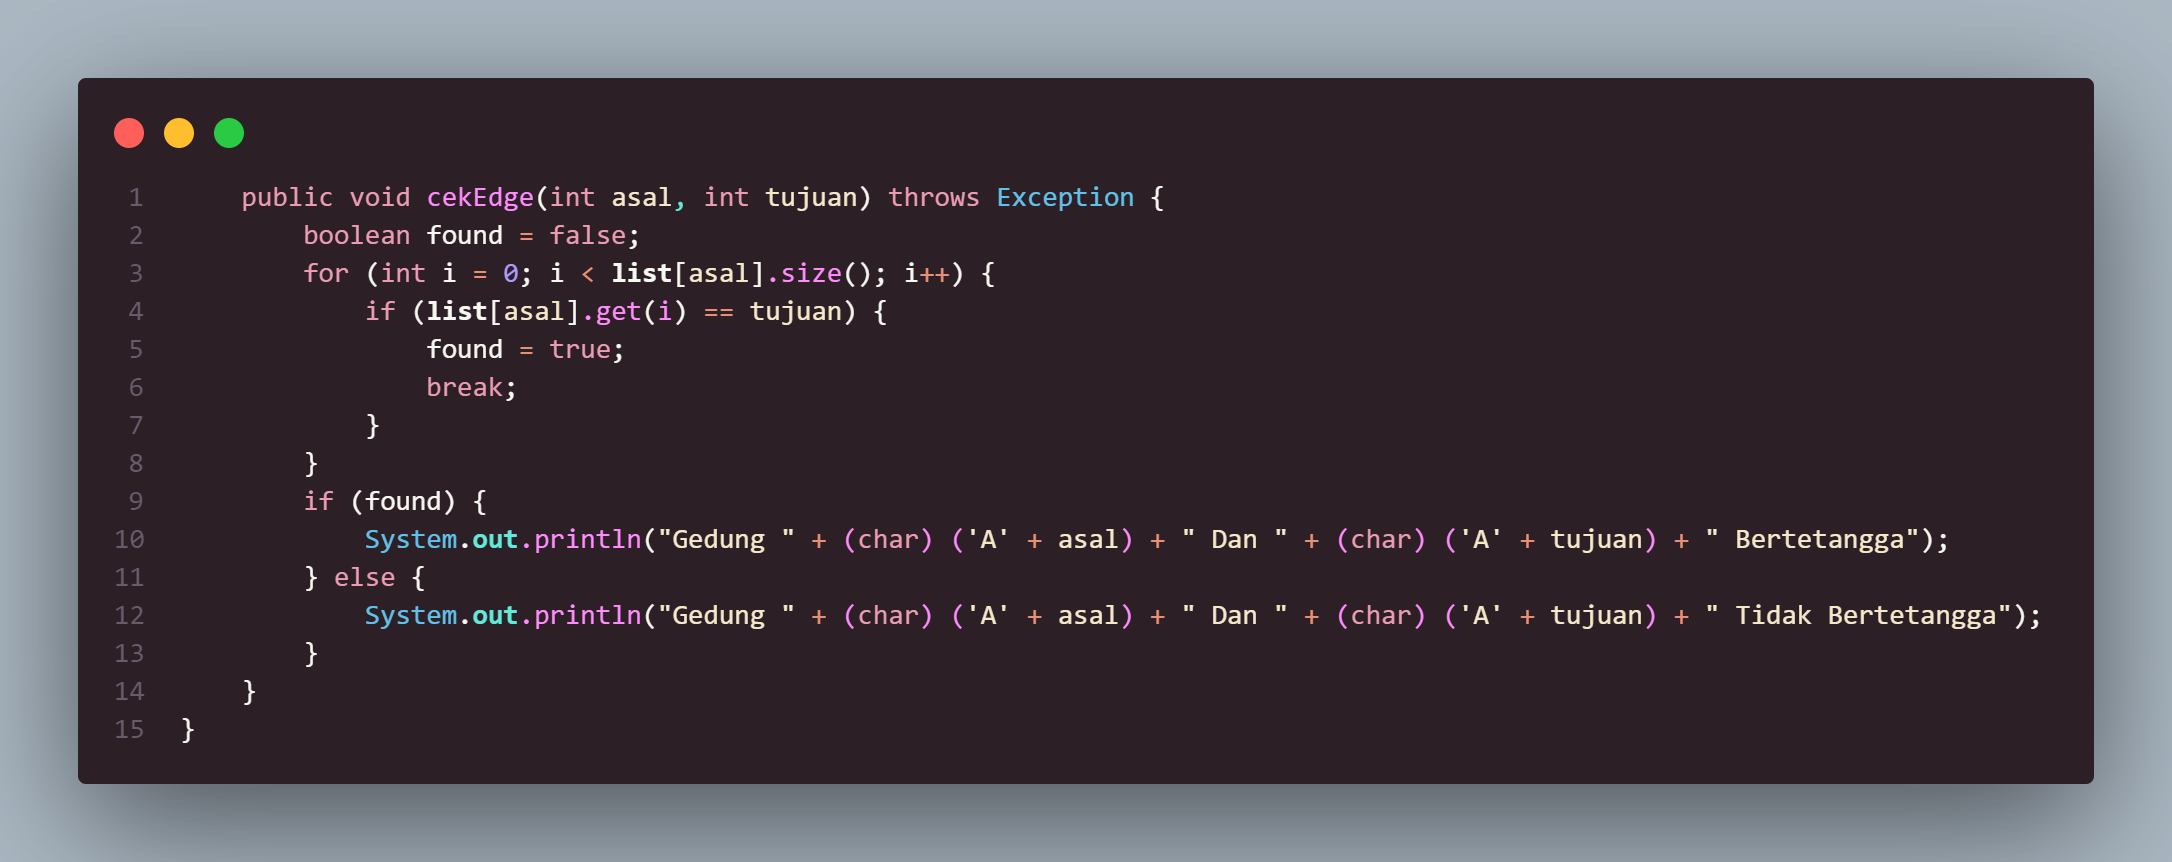 1    public void cekEdge(int asal, int tujuan) throws Exception {
2        boolean found = false;
3        for (int i = 0; i < list[asal].size(); i++) {
4            if (list[asal].get(i) == tujuan) {
5                found = true;
6                break;
7            }
8        }
9        if (found) {
10            System.out.println("Gedung " + (char) ('A' + asal) + " Dan " + (char) ('A' + tujuan) + " Bertetangga");
11        } else {
12            System.out.println("Gedung " + (char) ('A' + asal) + " Dan " + (char) ('A' + tujuan) + " Tidak Bertetangga");
13        }
14    }
15 }